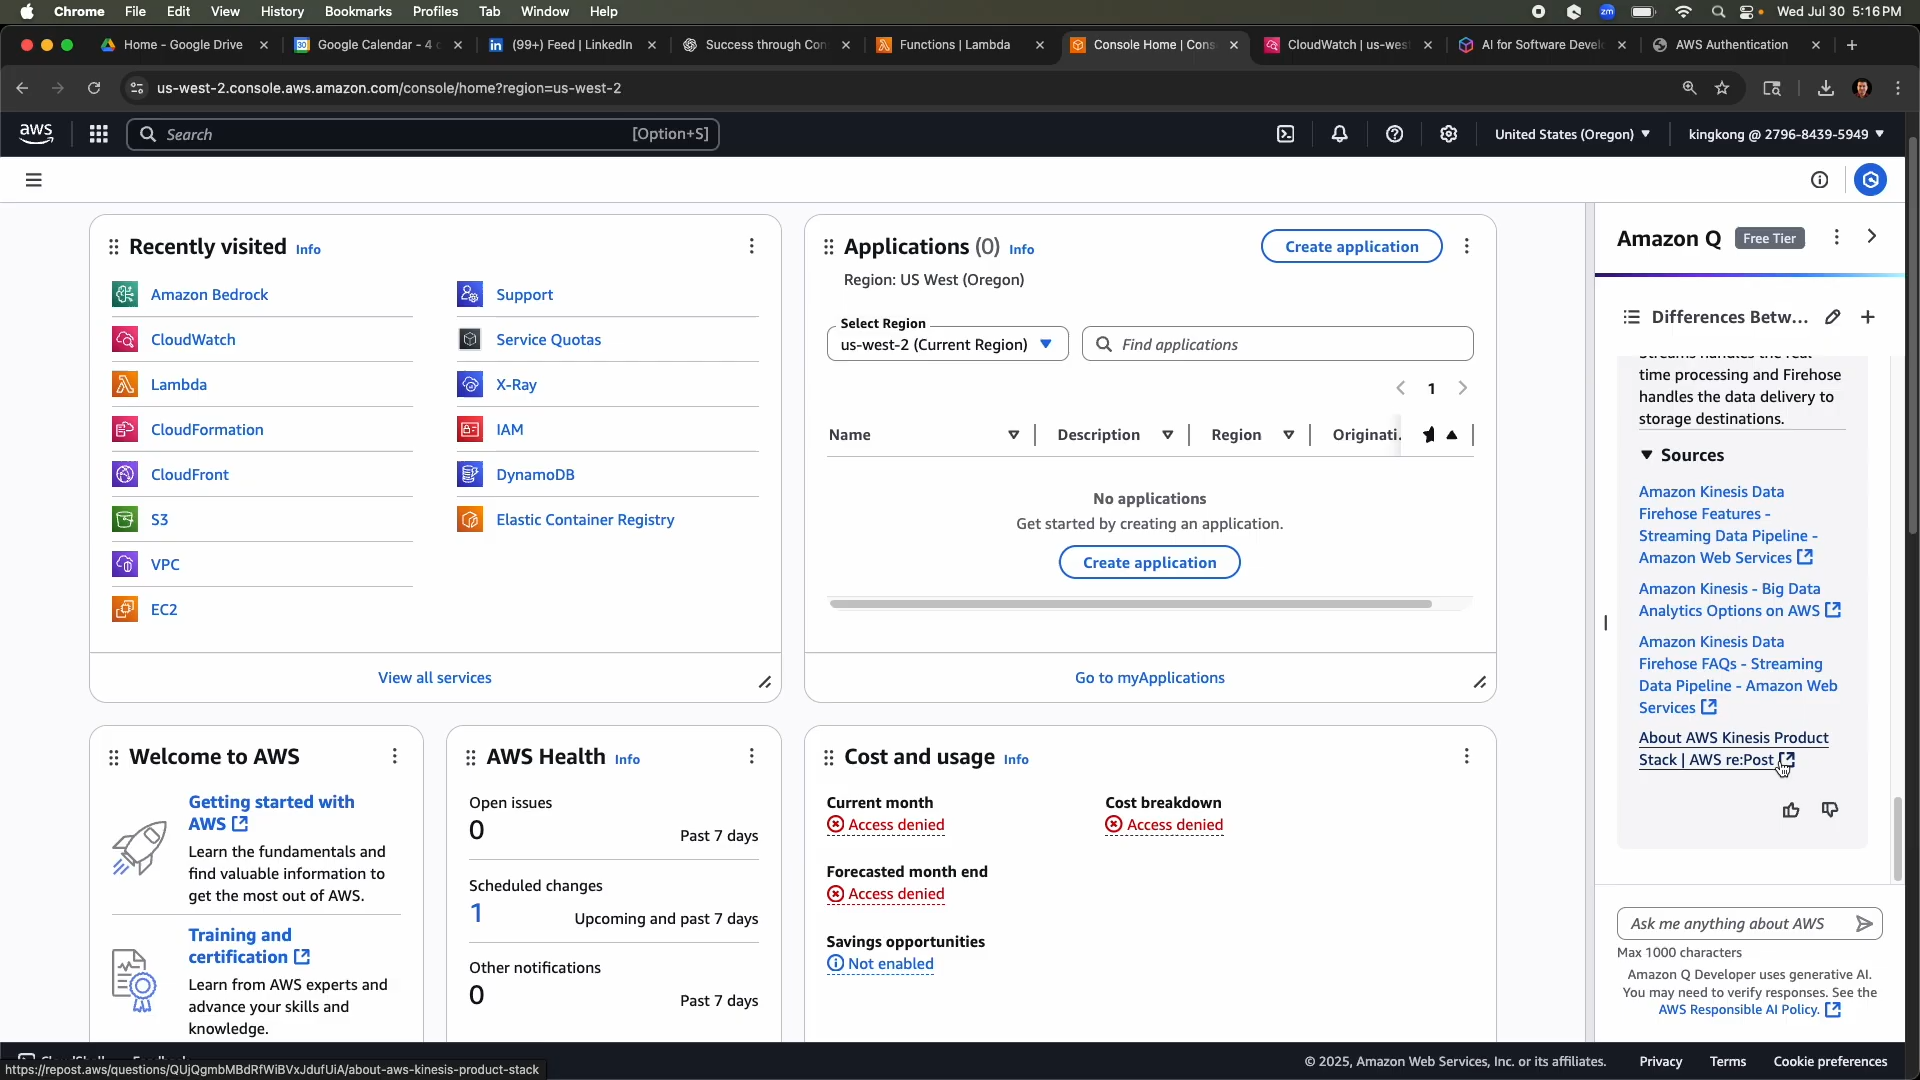 Chrome File Edit View History Bookmarks Profiles Tab Window Help
zm Wed Jul 30 5:16 PM
Home - Google Drive
30 Google Calendar - 4 c
(99+) Feed | LinkedIn
Success through Con
Functions | Lambda
Console Home | Cons
CloudWatch | us-wes
AI for Software Devel
AWS Authentication
us-west-2.console.aws.amazon.com/console/home?region=us-west-2
aws Search [Option+S] United States (Oregon) kingkong @ 2796-8439-5949
Recently visited Info
Amazon Bedrock
CloudWatch
Lambda
CloudFormation
CloudFront
S3
VPC
EC2
Support
Service Quotas
X-Ray
IAM
DynamoDB
Elastic Container Registry
View all services
Applications (0) Info
Create application
Region: US West (Oregon)
Select Region
us-west-2 (Current Region)
Find applications
1
Name Description Region Originati.
No applications
Get started by creating an application.
Create application
Go to myApplications
Welcome to AWS
Getting started with
AWS
Learn the fundamentals and
find valuable information to
get the most out of AWS.
Training and
certification
Learn from AWS experts and
advance your skills and
knowledge.
AWS Health Info
Open issues
0 Past 7 days
Scheduled changes
1 Upcoming and past 7 days
Other notifications
0 Past 7 days
Cost and usage Info
Current month
Access denied
Forecasted month end
Access denied
Savings opportunities
Not enabled
Cost breakdown
Access denied
Amazon Q Free Tier
Differences Betw...
Streams handles the real-
time processing and Firehose
handles the data delivery to
storage destinations.
Sources
Amazon Kinesis Data
Firehose Features -
Streaming Data Pipeline -
Amazon Web Services
Amazon Kinesis - Big Data
Analytics Options on AWS
Amazon Kinesis Data
Firehose FAQs - Streaming
Data Pipeline - Amazon Web
Services
About AWS Kinesis Product
Stack | AWS re:Post
Ask me anything about AWS
Max 1000 characters
Amazon Q Developer uses generative AI.
You may need to verify responses. See the
AWS Responsible AI Policy.
CloudShell Feedback
© 2025, Amazon Web Services, Inc. or its affiliates. Privacy Terms Cookie preferences
https://repost.aws/questions/QUjQgmbMBdRfWiBVxJdufUiA/about-aws-kinesis-product-stack